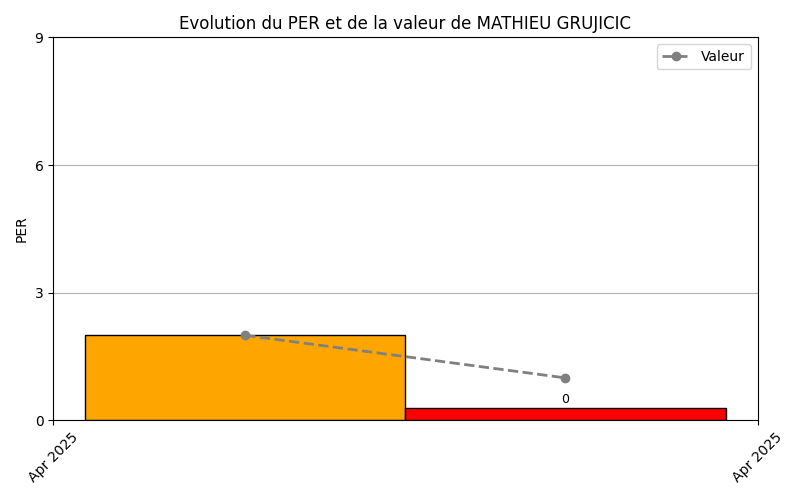 Evolution du PER et de la valeur de MATHIEU GRUJICIC
Valeur
PER
9
6
3
0
0
Apr 2025
Apr 2025